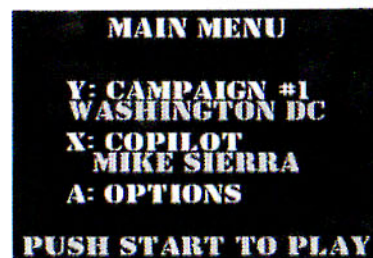 MAIN MENU
Y: CAMPAIGN #1
WASHINGTON DC
X: COPILOT
MIKE SIERRA
A: OPTIONS
PUSH START TO PLAY